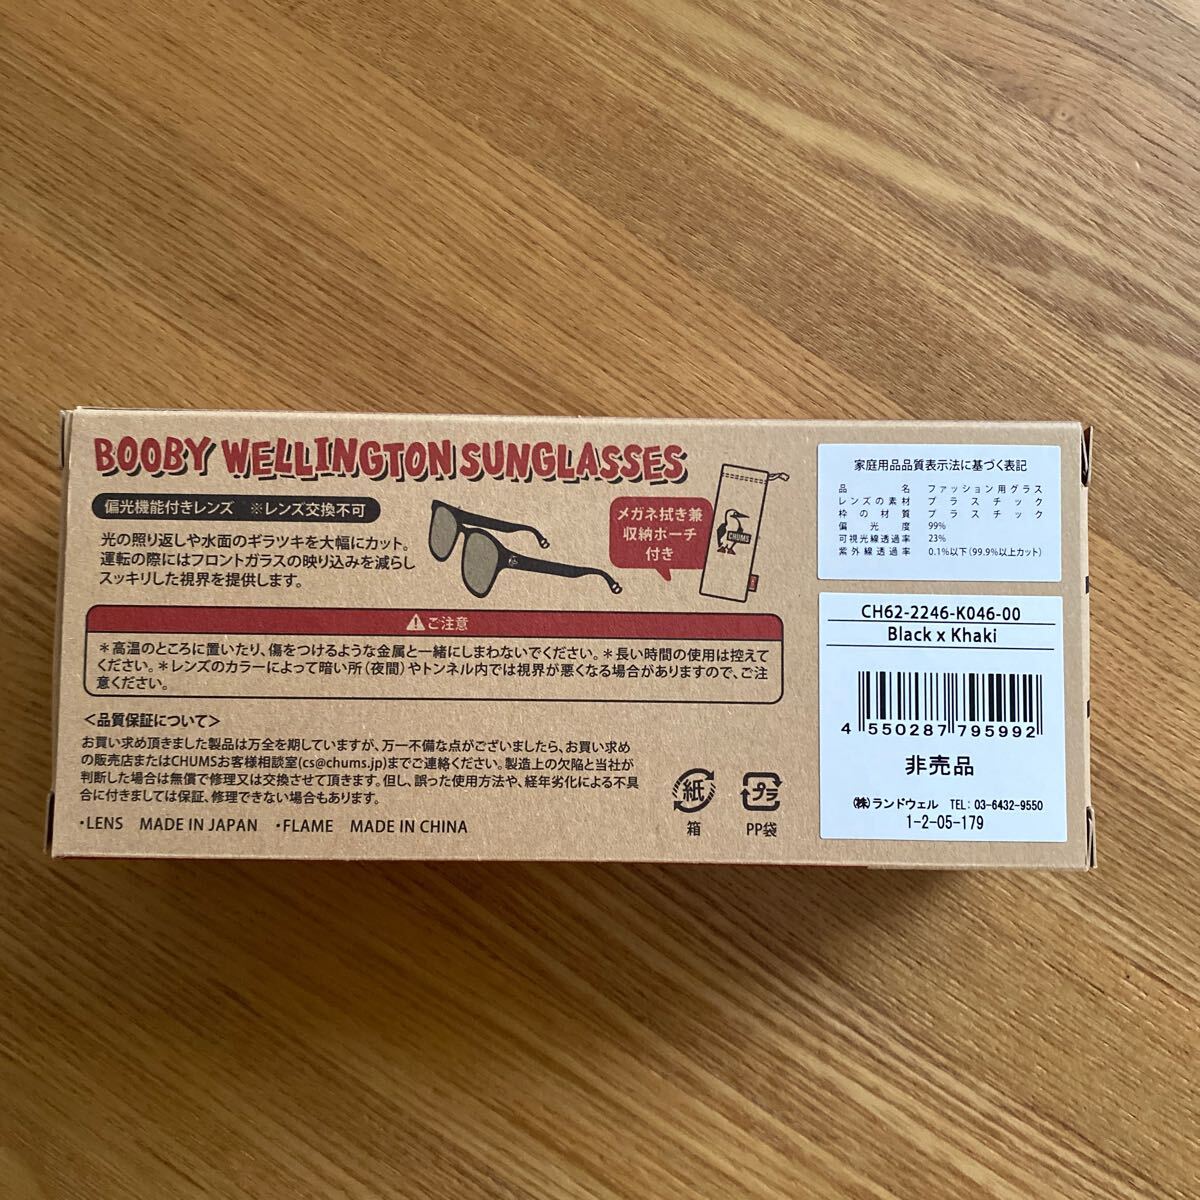 BOOBY WELLINGTON SUNGLASSES
偏光機能付きレンズ ※レンズ交換不可
光の照り返しや水面のギラツキを大幅にカット。
運転の際にはフロントガラスの映り込みを減らし
スッキリした視界を提供します。
メガネ拭き兼
収納ポーチ
付き
CHUMS
ご注意
＊高温のところに置いたり、傷をつけるような金属と一緒にしまわないでください。＊長い時間の使用は控えて
ください。＊レンズのカラーによって暗い所（夜間）やトンネル内では視界が悪くなる場合がありますので、ご注
意ください。
＜品質保証について＞
お買い求め頂きました製品は万全を期していますが、万一不備な点がございましたら、お買い求め
の販売店またはCHUMSお客様相談室(cs@chums.jp)までご連絡ください。製造上の欠陥と当社が
判断した場合は無償で修理又は交換させて頂きます。但し、誤った使用方法や、経年劣化による不具
合に付きましては保証、修理できない場合もあります。
・LENS MADE IN JAPAN ・FLAME MADE IN CHINA
紙
箱
プラ
PP袋
家庭用品品質表示法に基づく表記
品名 ファッション用グラス
レンズの素材 プラスチック
枠の材質 プラスチック
偏光度 99%
可視光線透過率 23%
紫外線透過率 0.1%以下(99.9%以上カット)
CH62-2246-K046-00
Black x Khaki
4 550287 795992
非売品
㈱ランドウェル TEL: 03-6432-9550
1-2-05-179